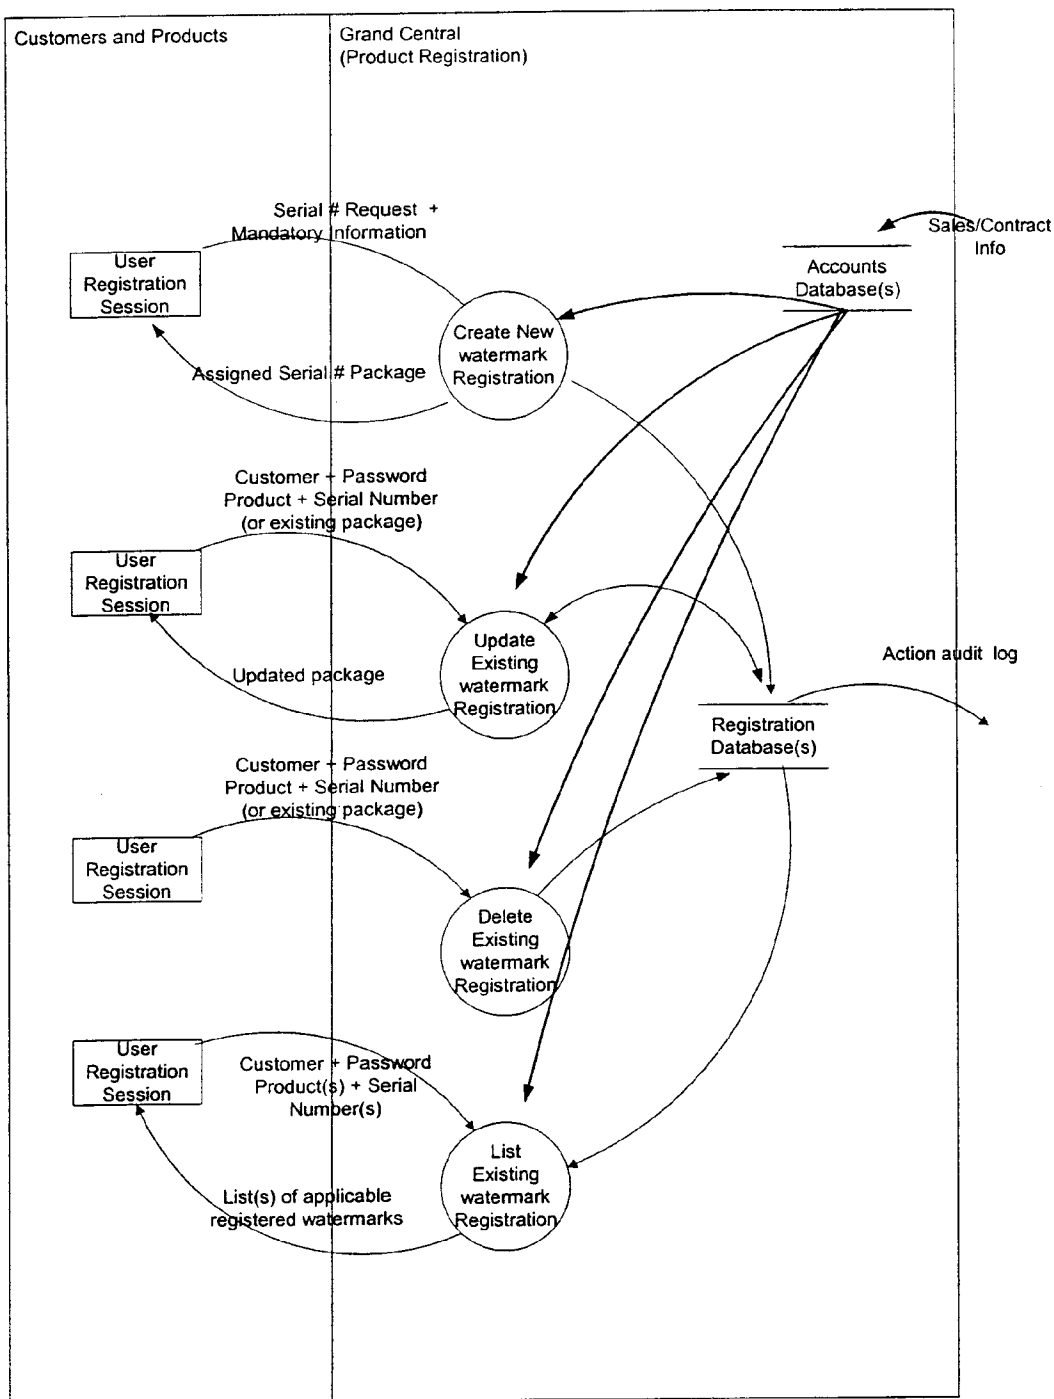 Customers and Products
Grand Central
(Product Registration)
Serial # Request +
Mandatory Information
User
Registration
Session
Sales/Contract
Info
Accounts
Database(s)
Create New
watermark
Registration
Assigned Serial # Package
Customer + Password
Product + Serial Number
(or existing package)
User
Registration
Session
Update
Existing
watermark
Registration
Updated package
Action audit log
Registration
Database(s)
Customer + Password
Product + Serial Number
(or existing package)
User
Registration
Session
Delete
Existing
watermark
Registration
User
Registration
Session
Customer + Password
Product(s) + Serial
Number(s)
List
Existing
watermark
Registration
List(s) of applicable
registered watermarks